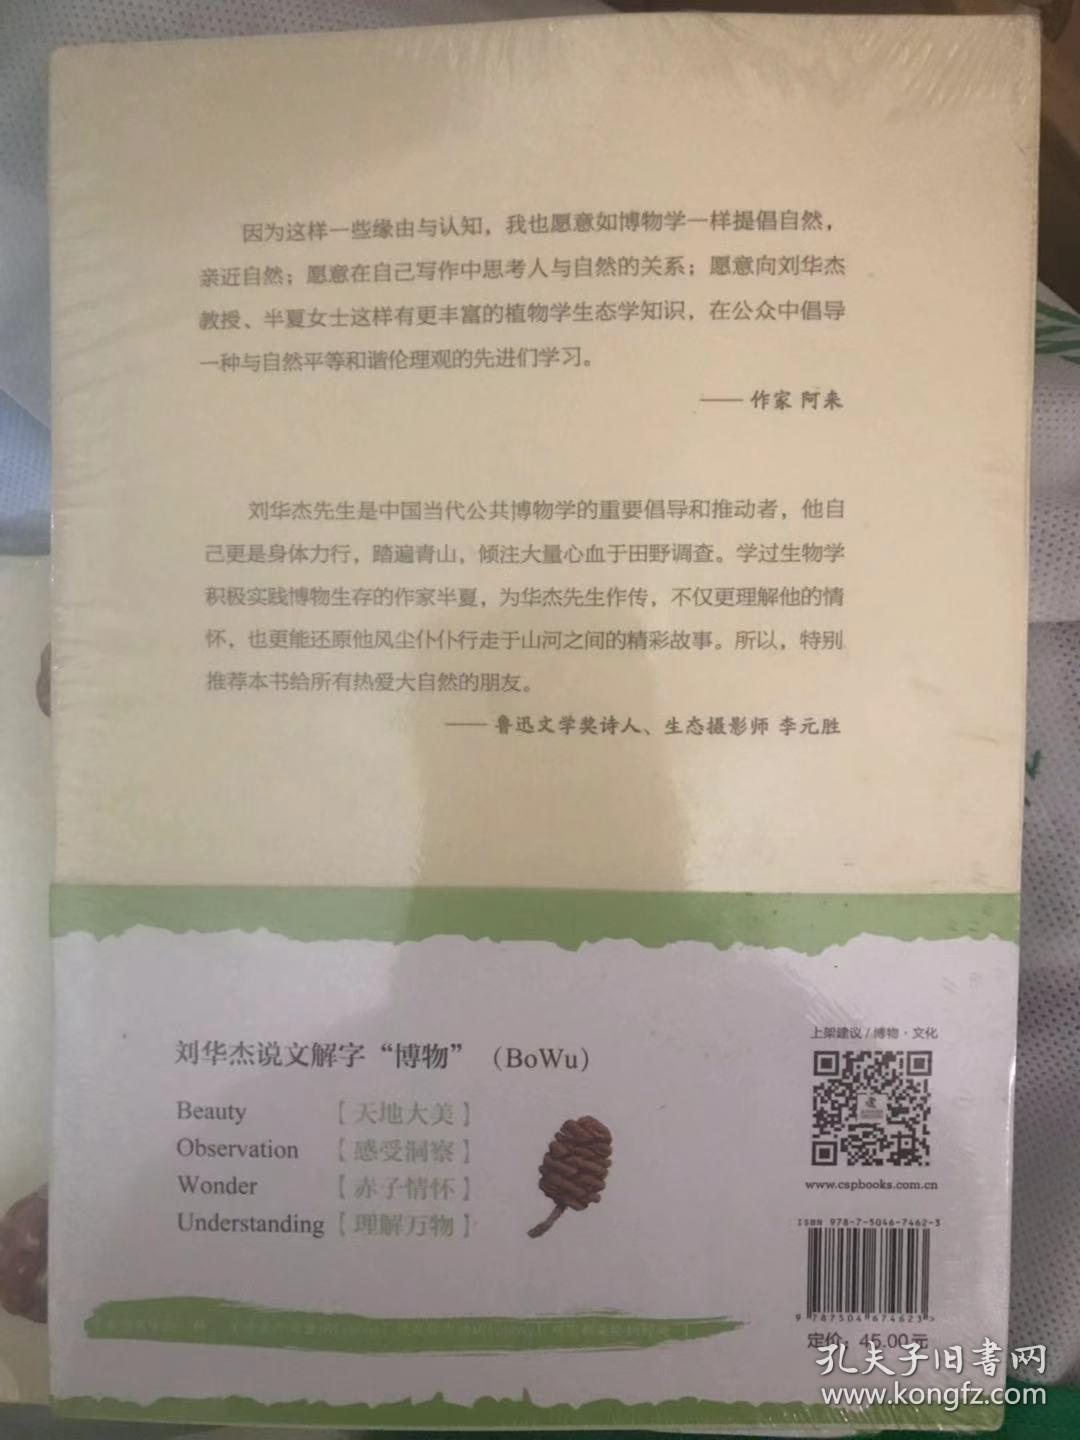 因为这样一些缘由与认知，我也愿意如博物学一样提倡自然，
亲近自然；愿意在自己写作中思考人与自然的关系；愿意向刘华杰
教授、半夏女士这样有更丰富的植物学生态学知识，在公众中倡导
一种与自然平等和谐伦理观的先进们学习。
—— 作家 阿来
刘华杰先生是中国当代公共博物学的重要倡导和推动者，他自
己更是身体力行，踏遍青山，倾注大量心血于田野调查。学过生物学
积极实践博物生存的作家半夏，为华杰先生作传，不仅更理解他的情
怀，也更能还原他风尘仆仆行走于山河之间的精彩故事。所以，特别
推荐本书给所有热爱大自然的朋友。
—— 鲁迅文学奖诗人、生态摄影师 李元胜
刘华杰说文解字“博物”（BoWu）
Beauty 【天地大美】
Observation 【感受洞察】
Wonder 【赤子情怀】
Understanding 【理解万物】
上架建议 / 博物·文化
www.cspbooks.com.cn
ISBN 978-7-5046-7462-3
9 787504 674623 >
定价：45.00元
孔夫子旧書网
www.kongfz.com